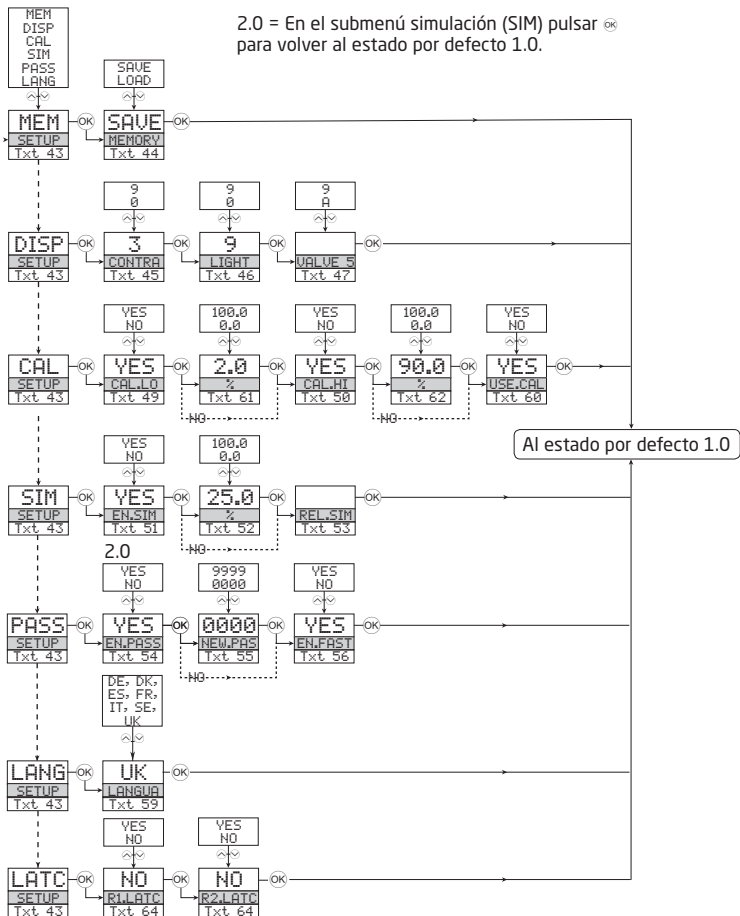 2.0 = En el submenú simulación (SIM) pulsar OK
para volver al estado por defecto 1.0.
MEM
DISP
CAL
SIM
PASS
LANG
SAVE
LOAD
MEM OK SAVE OK
SETUP MEMORY
Txt 43 Txt 44
9 9 9
0 0 A
DISP OK 3 OK 9 OK OK
SETUP CONTRA LIGHT VALVE 5
Txt 43 Txt 45 Txt 46 Txt 47
YES 100.0 YES 100.0 YES
NO 0.0 NO 0.0 NO
CAL OK YES OK 2.0 OK YES OK 90.0 OK YES OK
SETUP CAL.LO % CAL.HI % USE.CAL
Txt 43 Txt 49 Txt 61 Txt 50 Txt 62 Txt 60
NO NO
Al estado por defecto 1.0
YES 100.0
NO 0.0
SIM OK YES OK 25.0 OK OK
SETUP EN.SIM % REL.SIM
Txt 43 Txt 51 Txt 52 Txt 53
NO
2.0
YES 9999 YES
NO 0000 NO
PASS OK YES OK 0000 OK YES OK
SETUP EN.PASS NEW.PAS EN.FAST
Txt 43 Txt 54 Txt 55 Txt 56
NO
DE, DK,
ES, FR,
IT, SE,
UK
LANG OK UK OK
SETUP LANGUA
Txt 43 Txt 59
YES YES
NO NO
LATC OK NO OK NO OK
SETUP R1.LATC R2.LATC
Txt 43 Txt 64 Txt 64